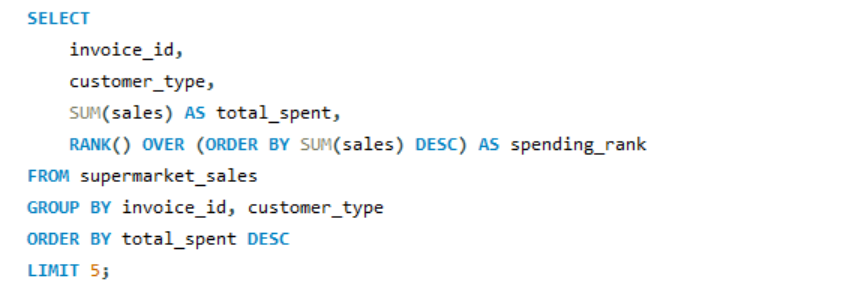 SELECT
    invoice_id,
    customer_type,
    SUM(sales) AS total_spent,
    RANK() OVER (ORDER BY SUM(sales) DESC) AS spending_rank
FROM supermarket_sales
GROUP BY invoice_id, customer_type
ORDER BY total_spent DESC
LIMIT 5;